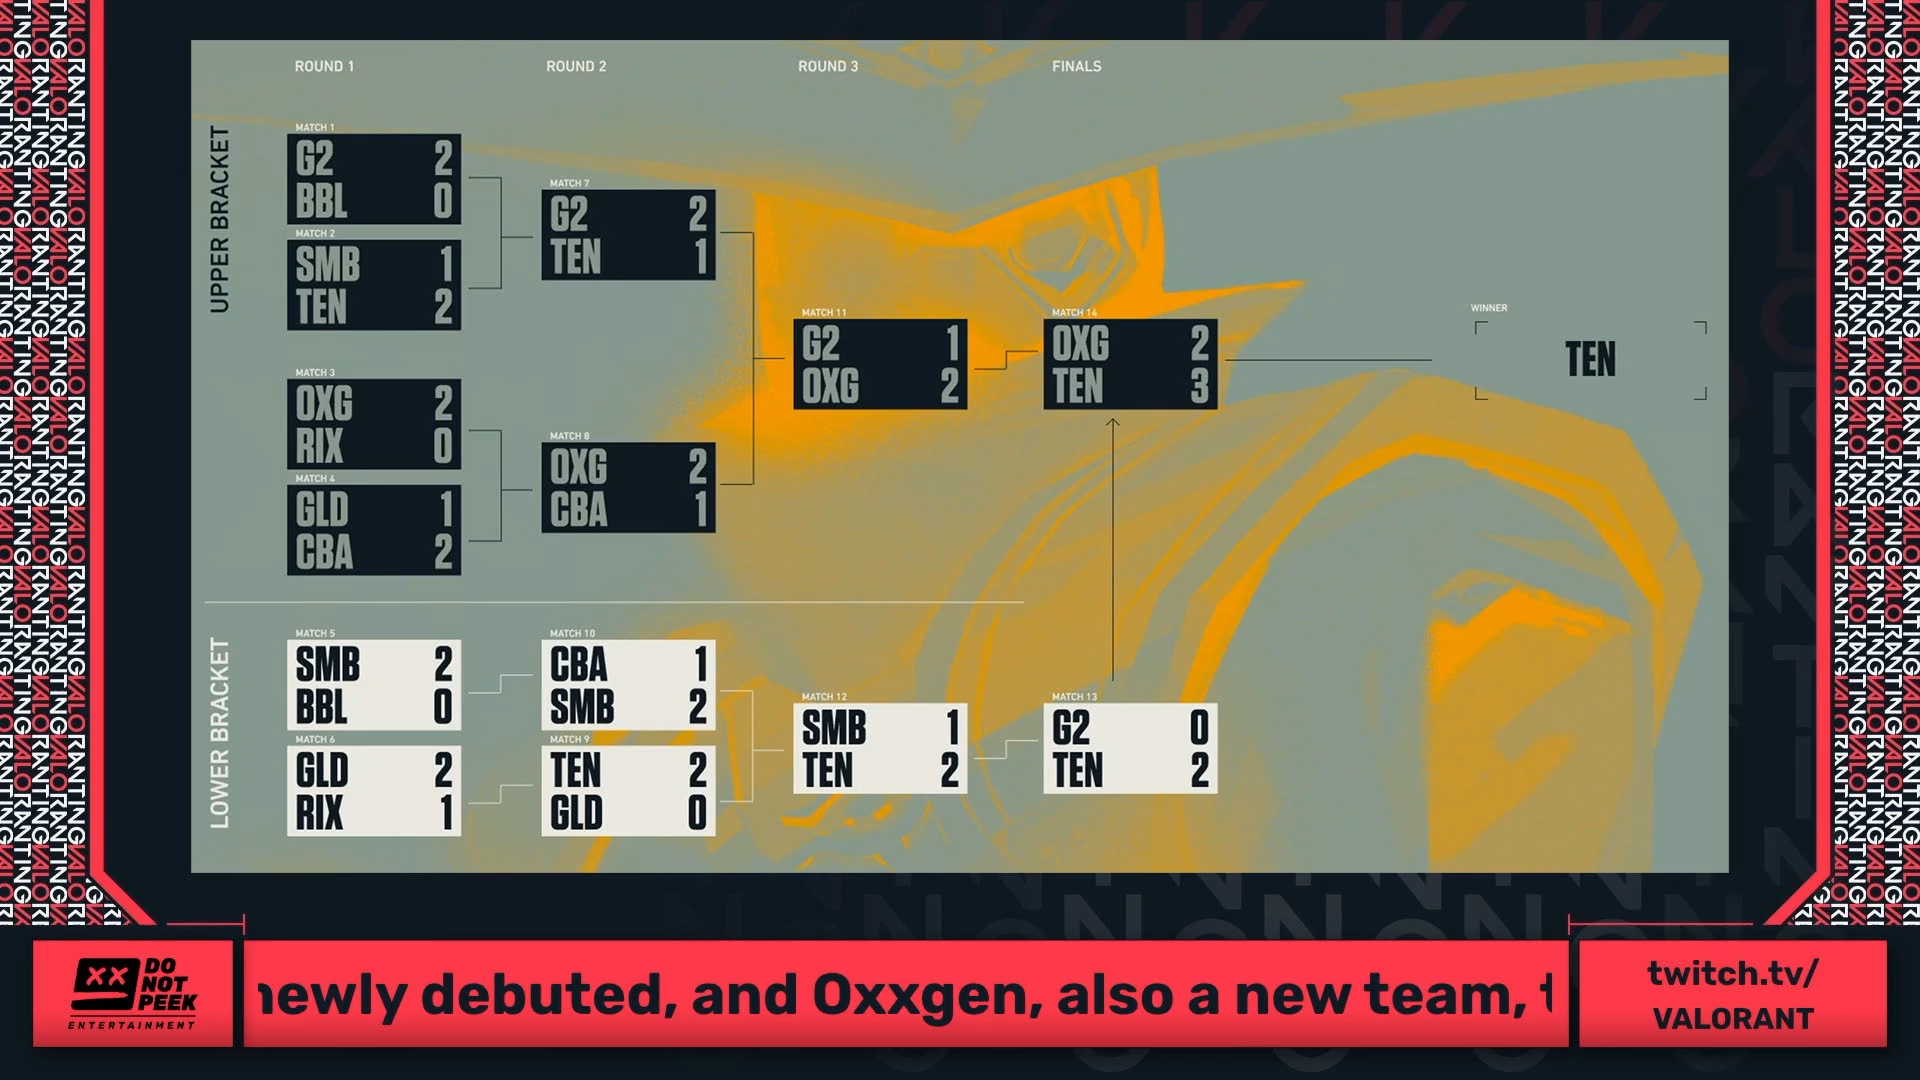 ROUND 1
ROUND 2
ROUND 3
FINALS
UPPER BRACKET
MATCH 1
G2 2
BBL 0
MATCH 2
SMB 1
TEN 2
MATCH 3
OXG 2
RIX 0
MATCH 4
GLD 1
CBA 2
MATCH 7
G2 2
TEN 1
MATCH 8
OXG 2
CBA 1
MATCH 11
G2 1
OXG 2
MATCH 14
OXG 2
TEN 3
WINNER
TEN
LOWER BRACKET
MATCH 5
SMB 2
BBL 0
MATCH 6
GLD 2
RIX 1
MATCH 10
CBA 1
SMB 2
MATCH 9
TEN 2
GLD 0
MATCH 12
SMB 1
TEN 2
MATCH 13
G2 0
TEN 2
XX DO
NOT
PEEK
ENTERTAINMENT
newly debuted, and Oxxgen, also a new team, t
twitch.tv/
VALORANT